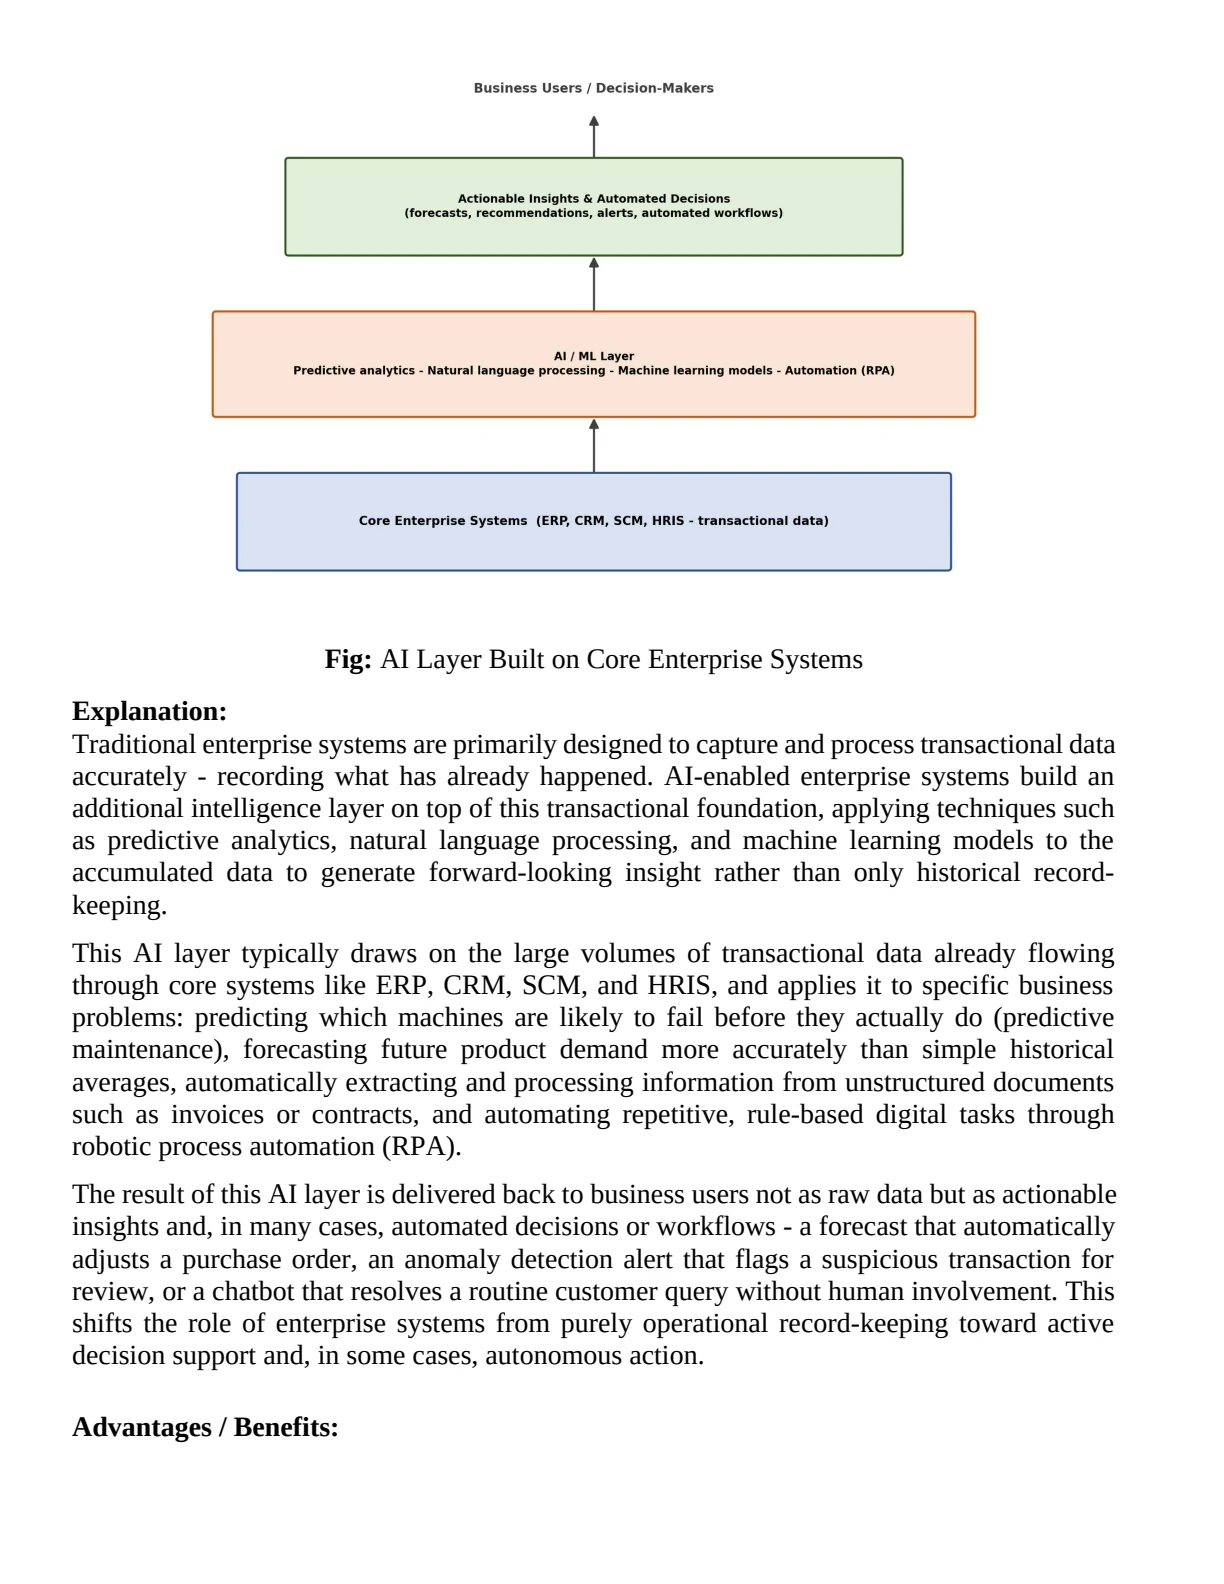 Business Users / Decision-Makers
Actionable Insights & Automated Decisions
(forecasts, recommendations, alerts, automated workflows)
AI / ML Layer
Predictive analytics - Natural language processing - Machine learning models - Automation (RPA)
Core Enterprise Systems  (ERP, CRM, SCM, HRIS - transactional data)
Fig: AI Layer Built on Core Enterprise Systems
Explanation:
Traditional enterprise systems are primarily designed to capture and process transactional data
accurately - recording what has already happened. AI-enabled enterprise systems build an
additional intelligence layer on top of this transactional foundation, applying techniques such
as predictive analytics, natural language processing, and machine learning models to the
accumulated data to generate forward-looking insight rather than only historical record-
keeping.
This AI layer typically draws on the large volumes of transactional data already flowing
through core systems like ERP, CRM, SCM, and HRIS, and applies it to specific business
problems: predicting which machines are likely to fail before they actually do (predictive
maintenance), forecasting future product demand more accurately than simple historical
averages, automatically extracting and processing information from unstructured documents
such as invoices or contracts, and automating repetitive, rule-based digital tasks through
robotic process automation (RPA).
The result of this AI layer is delivered back to business users not as raw data but as actionable
insights and, in many cases, automated decisions or workflows - a forecast that automatically
adjusts a purchase order, an anomaly detection alert that flags a suspicious transaction for
review, or a chatbot that resolves a routine customer query without human involvement. This
shifts the role of enterprise systems from purely operational record-keeping toward active
decision support and, in some cases, autonomous action.
Advantages / Benefits: